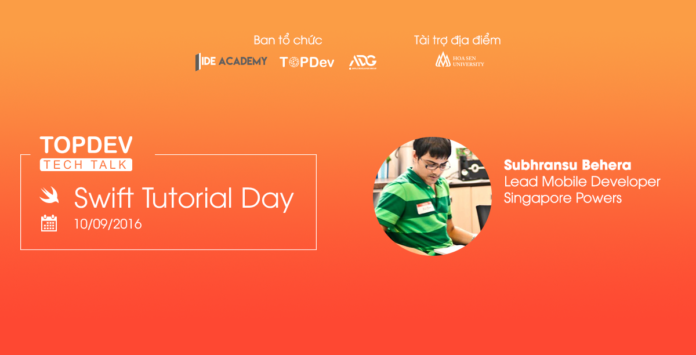 Ban tổ chức
Tài trợ địa điểm
IDE ACADEMY
TOPDev
ADG
HOA SEN
UNIVERSITY
TOPDEV
TECH TALK
Swift Tutorial Day
10/09/2016
Subhransu Behera
Lead Mobile Developer
Singapore Powers